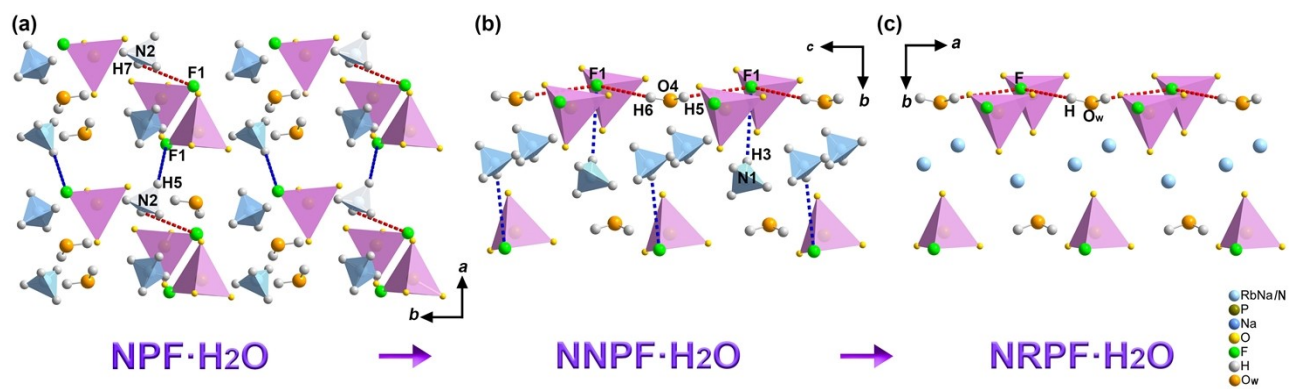 (a)
N2
H7
F1
F1
H5
N2
a
b
(b)
c
b
F1
O4
F1
H6
H5
H3
N1
(c)
a
b
F
H
Ow
RbNa/N
P
Na
O
F
H
Ow
NPF·H2O
NNPF·H2O
NRPF·H2O